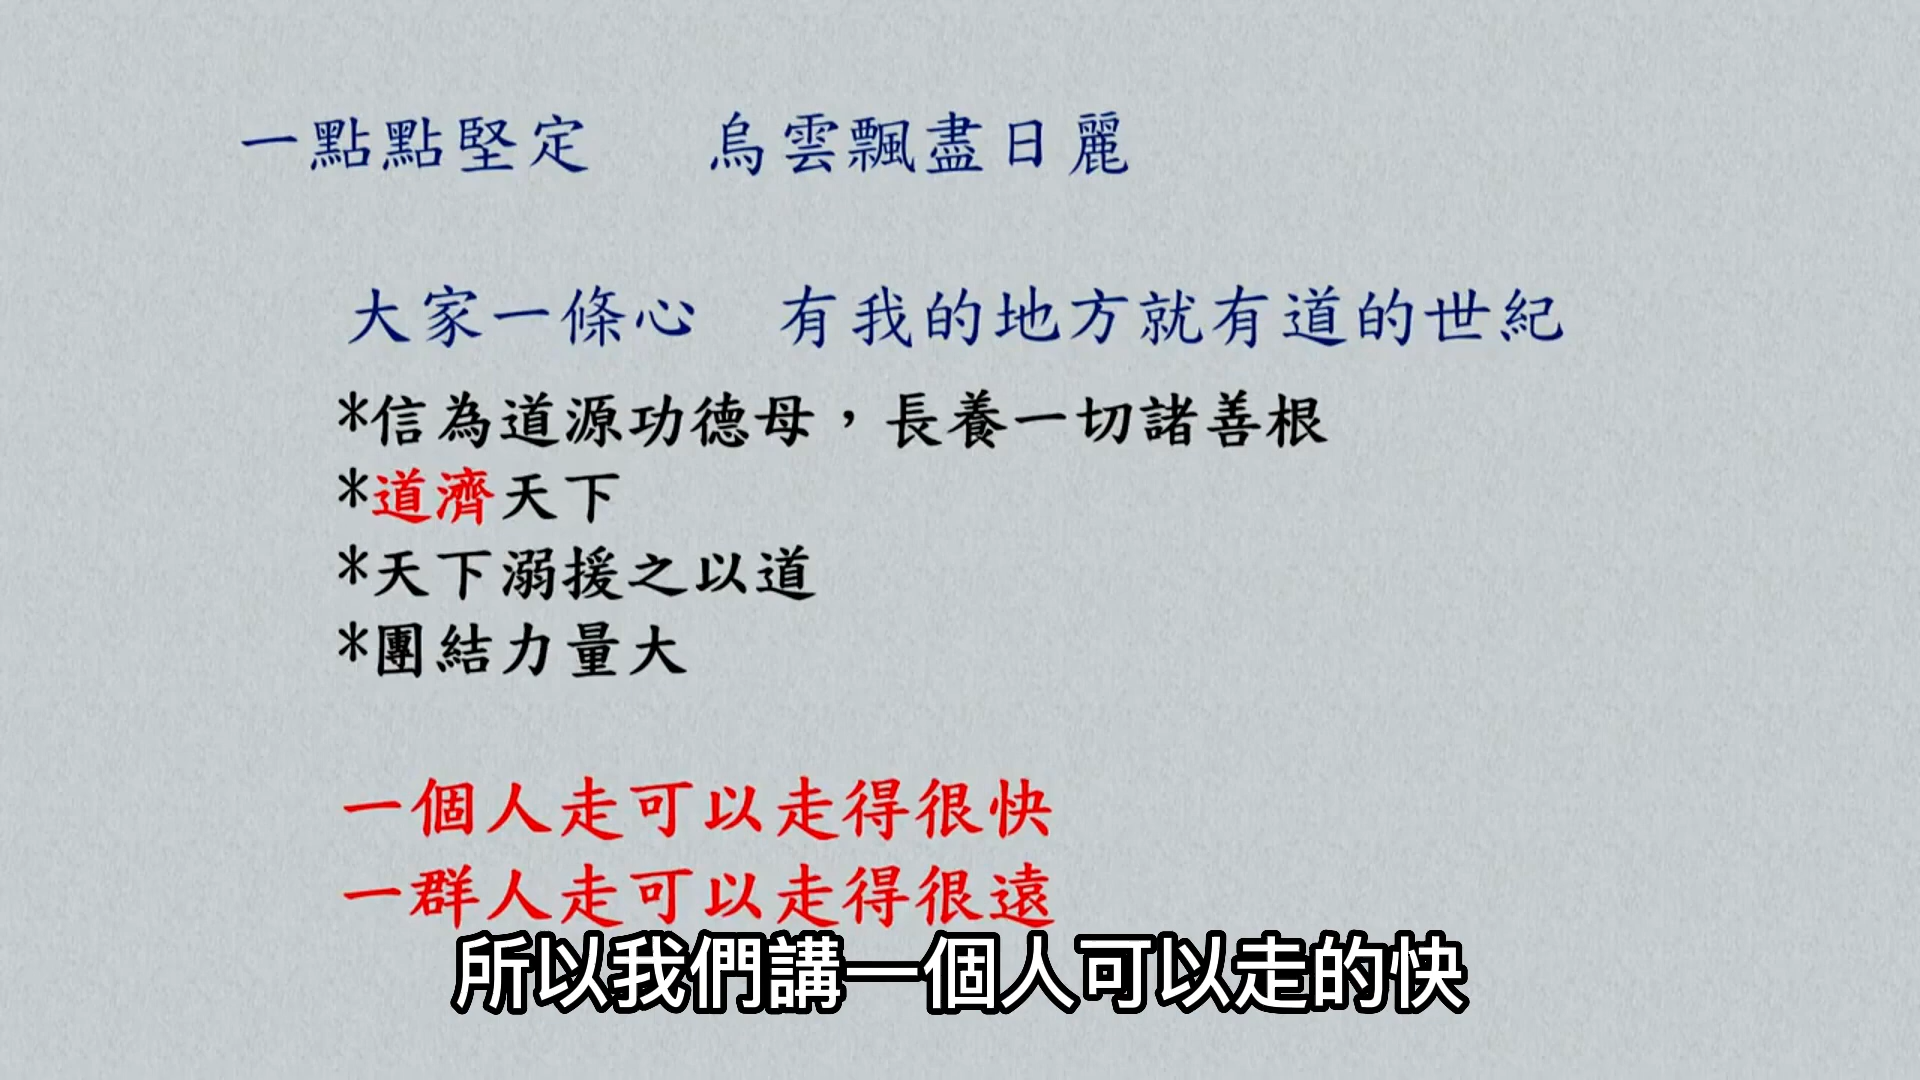 一點點堅定　烏雲飄盡日麗
大家一條心　有我的地方就有道的世紀
*信為道源功德母，長養一切諸善根
*道濟天下
*天下溺援之以道
*團結力量大
一個人走可以走得很快
一群人走可以走得很遠
所以我們講一個人可以走的快